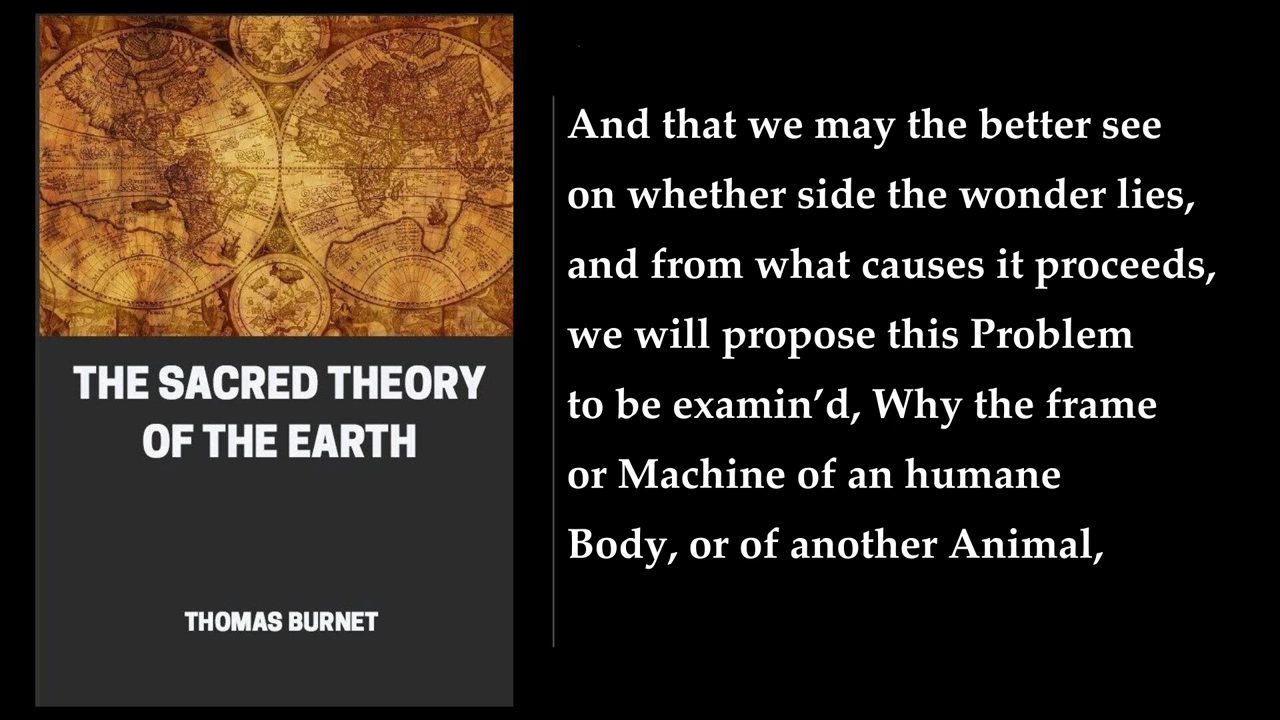 THE SACRED THEORY
OF THE EARTH
THOMAS BURNET
And that we may the better see
on whether side the wonder lies,
and from what causes it proceeds,
we will propose this Problem
to be examin’d, Why the frame
or Machine of an humane
Body, or of another Animal,